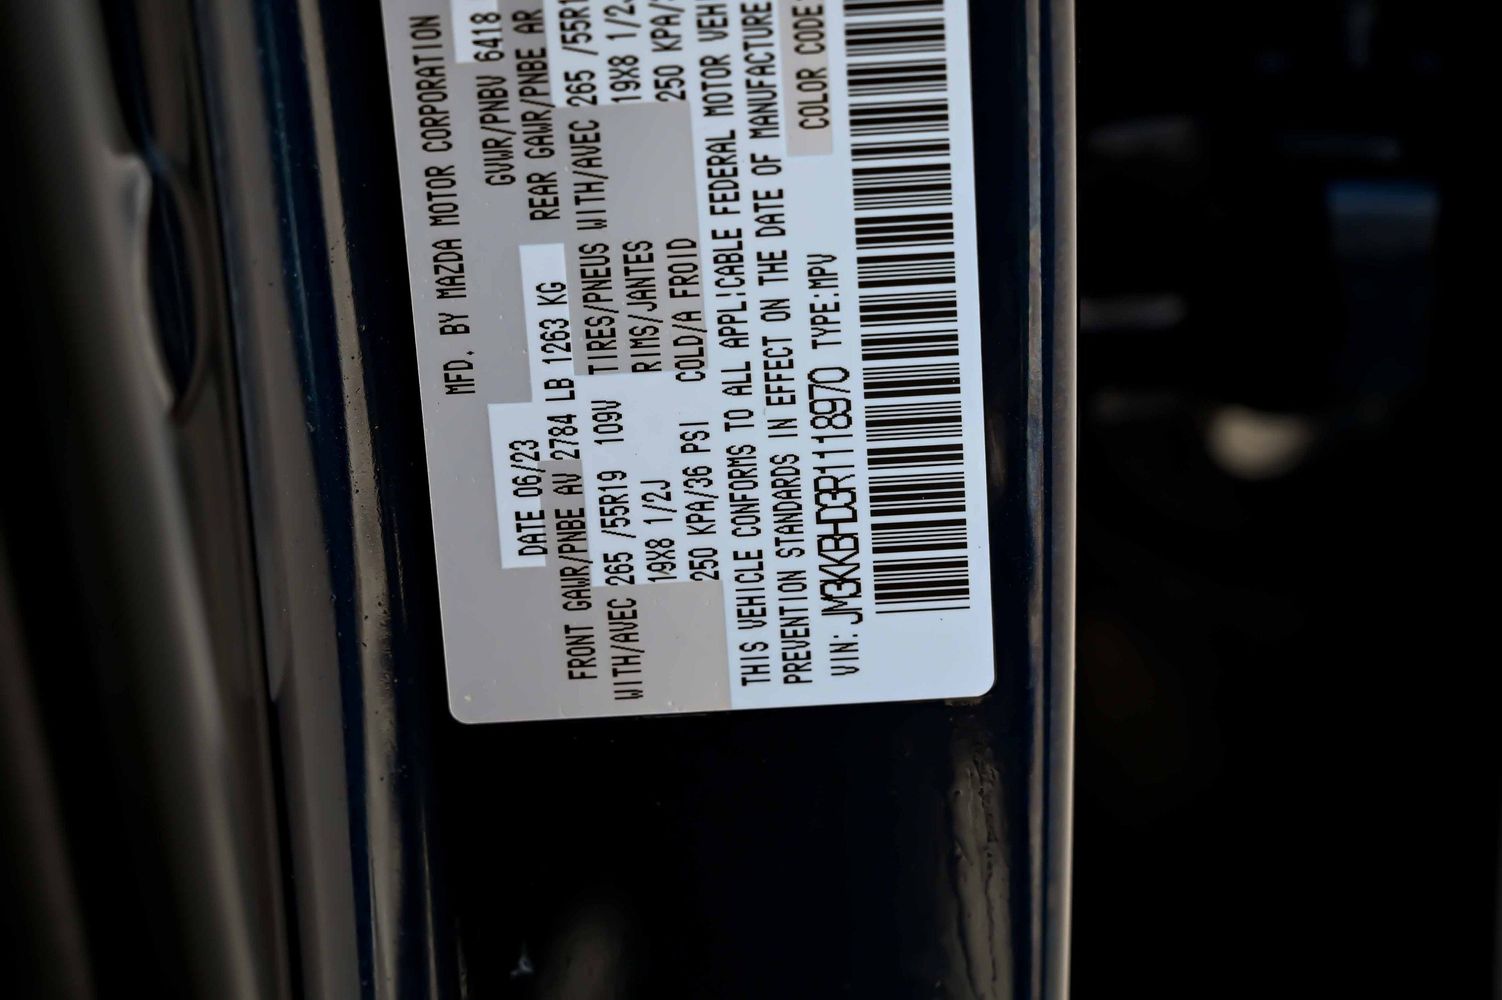 MFD. BY MAZDA MOTOR CORPORATION
DATE 06/23 GVWR/PNBV 6418
FRONT GAWR/PNBE AV 2784 LB 1263 KG REAR GAWR/PNBE AR
WITH/AVEC 265 /55R19 109V TIRES/PNEUS WITH/AVEC 265 /55R1
19X8 1/2J RIMS/JANTES 19X8 1/2
250 KPA/36 PSI COLD/A FROID 250 KPA/
THIS VEHICLE CONFORMS TO ALL APPLICABLE FEDERAL MOTOR VEH
PREVENTION STANDARDS IN EFFECT ON THE DATE OF MANUFACTURE
VIN: JM3KKBHD3R1118970 TYPE:MPV COLOR CODE: